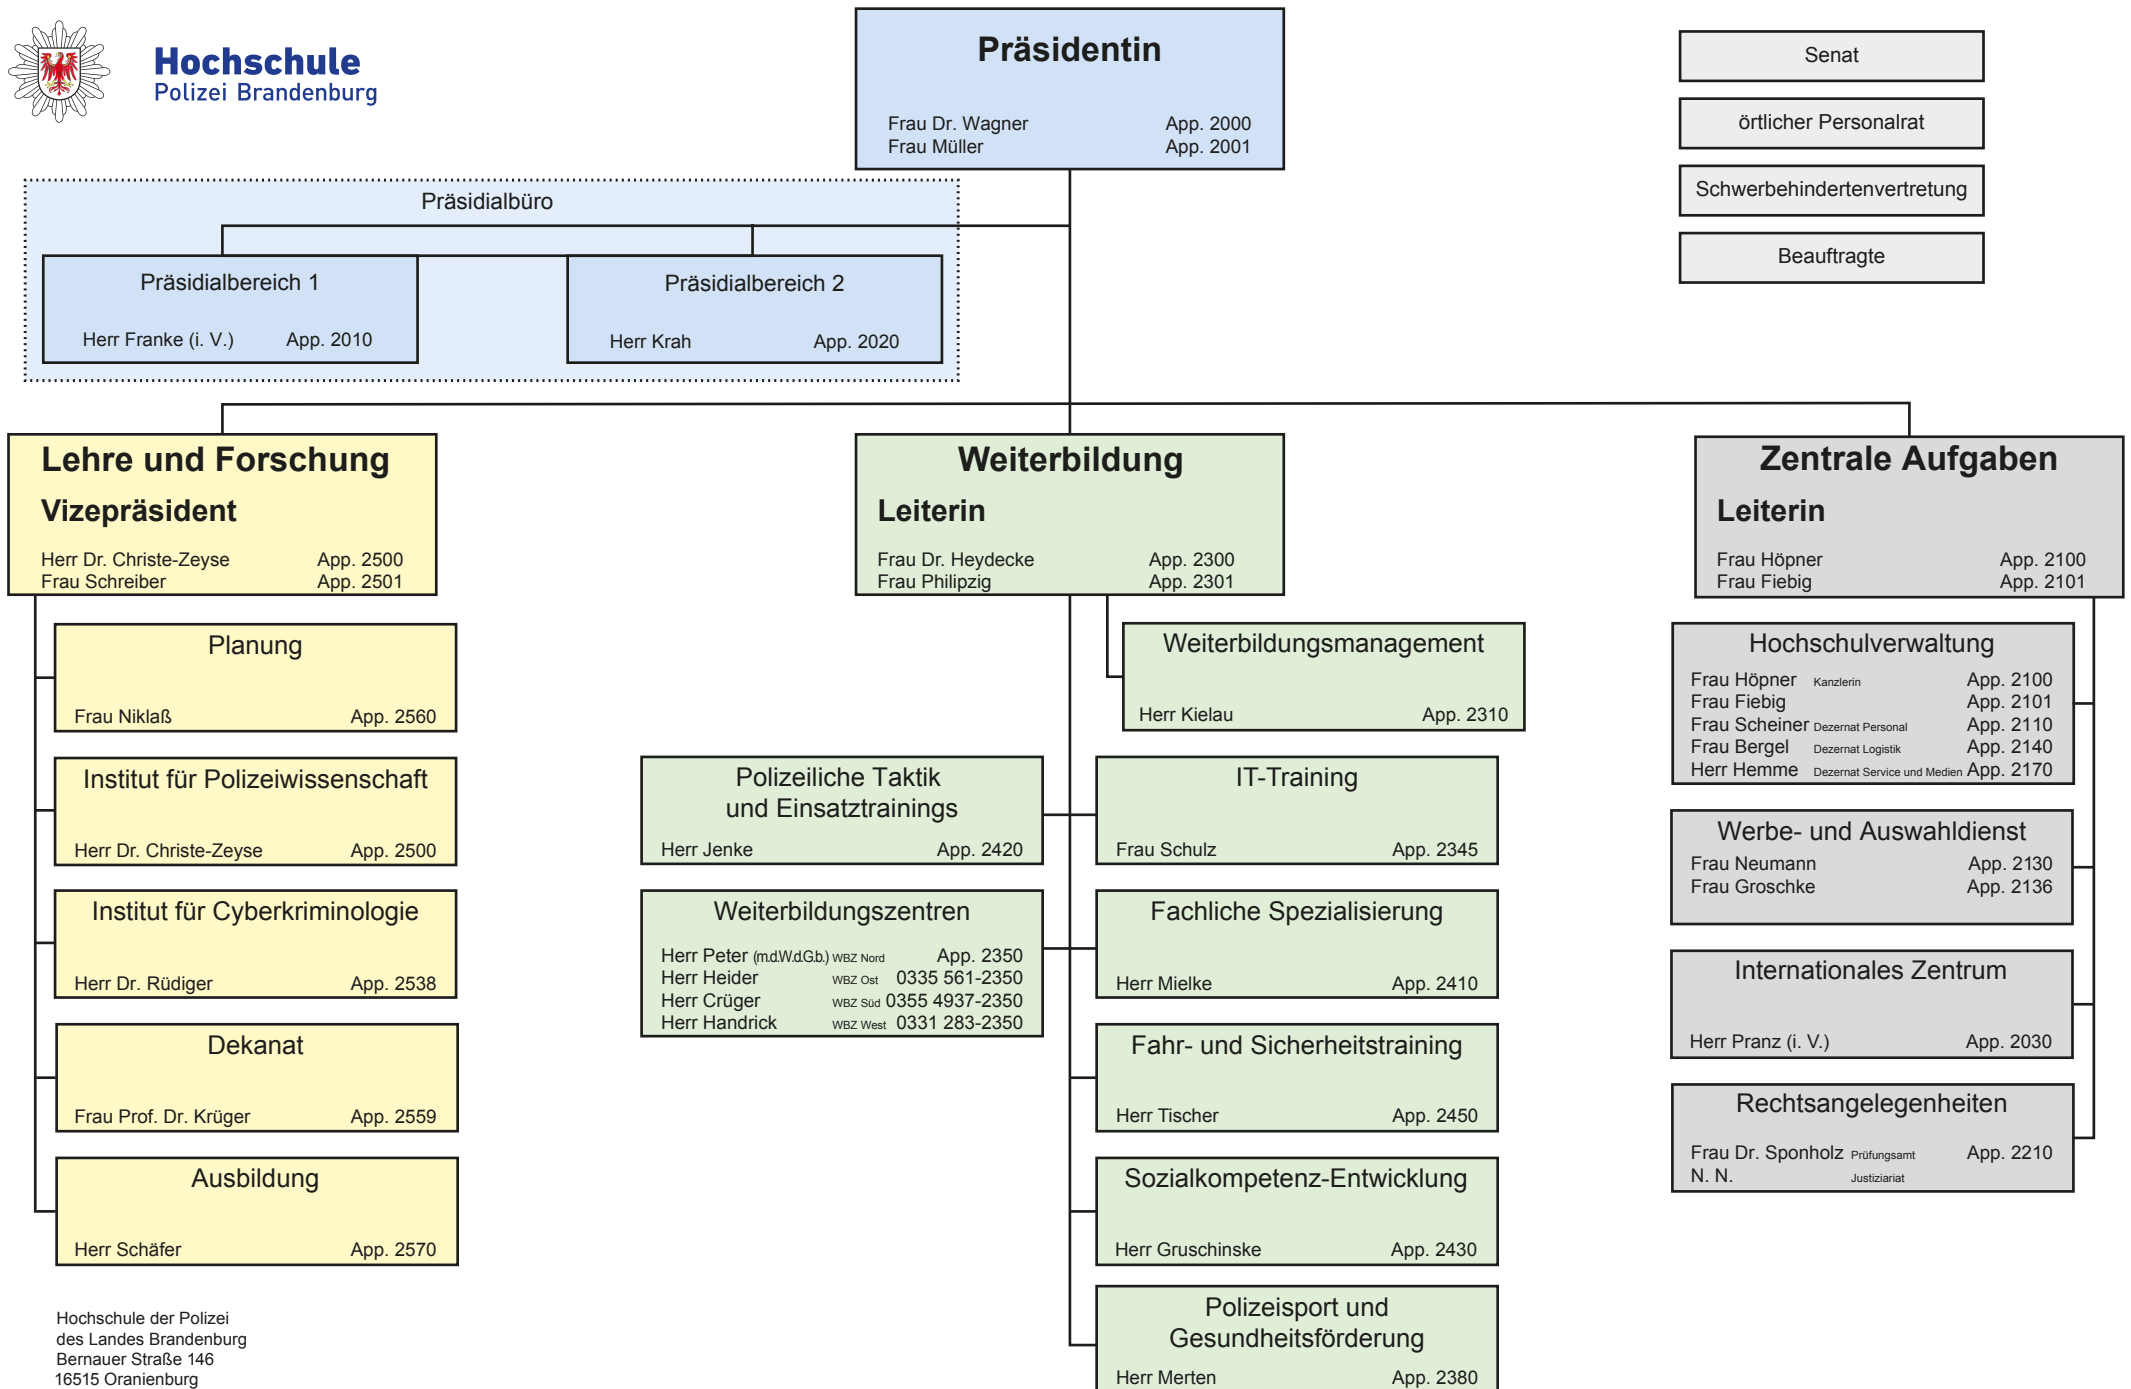 Hochschule
Polizei Brandenburg
Präsidentin
Frau Dr. Wagner App. 2000
Frau Müller App. 2001
Senat
örtlicher Personalrat
Schwerbehindertenvertretung
Beauftragte
Präsidialbüro
Präsidialbereich 1
Herr Franke (i. V.) App. 2010
Präsidialbereich 2
Herr Krah App. 2020
Lehre und Forschung
Vizepräsident
Herr Dr. Christe-Zeyse App. 2500
Frau Schreiber App. 2501
Planung
Frau Niklaß App. 2560
Institut für Polizeiwissenschaft
Herr Dr. Christe-Zeyse App. 2500
Institut für Cyberkriminologie
Herr Dr. Rüdiger App. 2538
Dekanat
Frau Prof. Dr. Krüger App. 2559
Ausbildung
Herr Schäfer App. 2570
Weiterbildung
Leiterin
Frau Dr. Heydecke App. 2300
Frau Philipzig App. 2301
Weiterbildungsmanagement
Herr Kielau App. 2310
Polizeiliche Taktik
und Einsatztrainings
Herr Jenke App. 2420
IT-Training
Frau Schulz App. 2345
Weiterbildungszentren
Herr Peter (m.d.W.d.G.b.) WBZ Nord App. 2350
Herr Heider WBZ Ost 0335 561-2350
Herr Crüger WBZ Süd 0355 4937-2350
Herr Handrick WBZ West 0331 283-2350
Fachliche Spezialisierung
Herr Mielke App. 2410
Fahr- und Sicherheitstraining
Herr Tischer App. 2450
Sozialkompetenz-Entwicklung
Herr Gruschinske App. 2430
Polizeisport und
Gesundheitsförderung
Herr Merten App. 2380
Zentrale Aufgaben
Leiterin
Frau Höpner App. 2100
Frau Fiebig App. 2101
Hochschulverwaltung
Frau Höpner Kanzlerin App. 2100
Frau Fiebig App. 2101
Frau Scheiner Dezernat Personal App. 2110
Frau Bergel Dezernat Logistik App. 2140
Herr Hemme Dezernat Service und Medien App. 2170
Werbe- und Auswahldienst
Frau Neumann App. 2130
Frau Groschke App. 2136
Internationales Zentrum
Herr Pranz (i. V.) App. 2030
Rechtsangelegenheiten
Frau Dr. Sponholz Prüfungsamt App. 2210
N. N. Justiziariat
Hochschule der Polizei
des Landes Brandenburg
Bernauer Straße 146
16515 Oranienburg